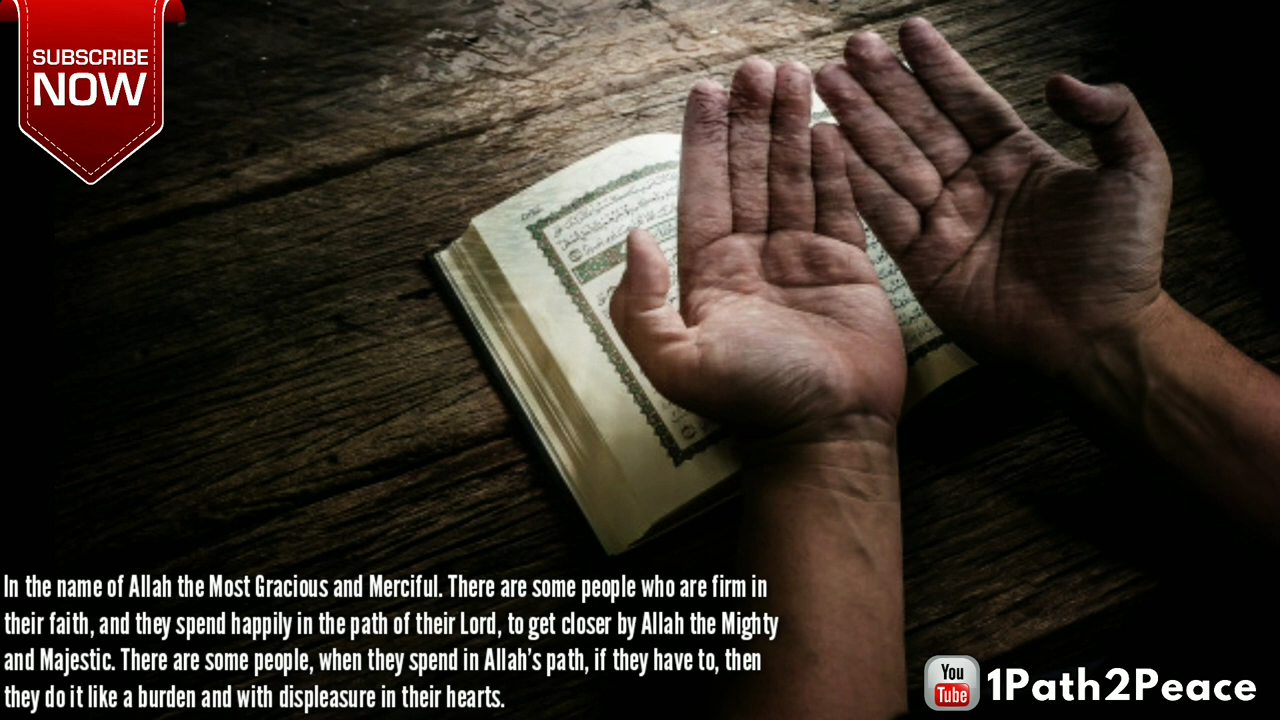 SUBSCRIBE
NOW
In the name of Allah the Most Gracious and Merciful. There are some people who are firm in
their faith, and they spend happily in the path of their Lord, to get closer by Allah the Mighty
and Majestic. There are some people, when they spend in Allah's path, if they have to, then
they do it like a burden and with displeasure in their hearts.
You
Tube
1Path2Peace